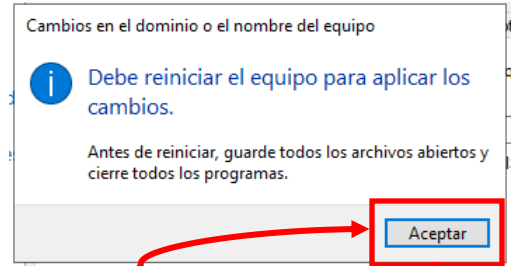 Cambios en el dominio o el nombre del equipo
Debe reiniciar el equipo para aplicar los
cambios.
Antes de reiniciar, guarde todos los archivos abiertos y
cierre todos los programas.
Aceptar